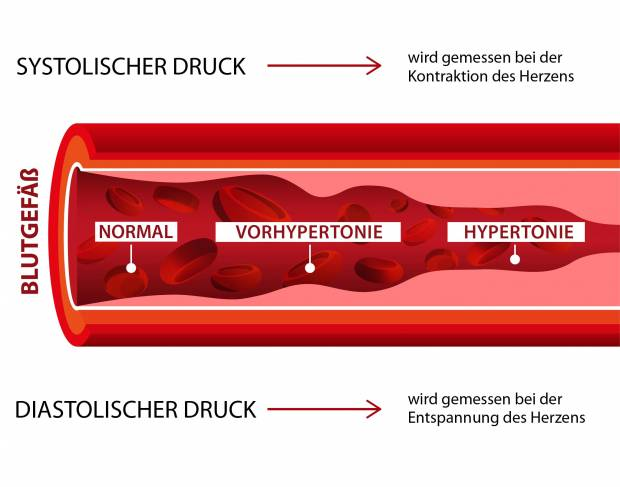 SYSTOLISCHER DRUCK
wird gemessen bei der
Kontraktion des Herzens
BLUTGEFÄß
NORMAL
VORHYPERTONIE
HYPERTONIE
DIASTOLISCHER DRUCK
wird gemessen bei der
Entspannung des Herzens